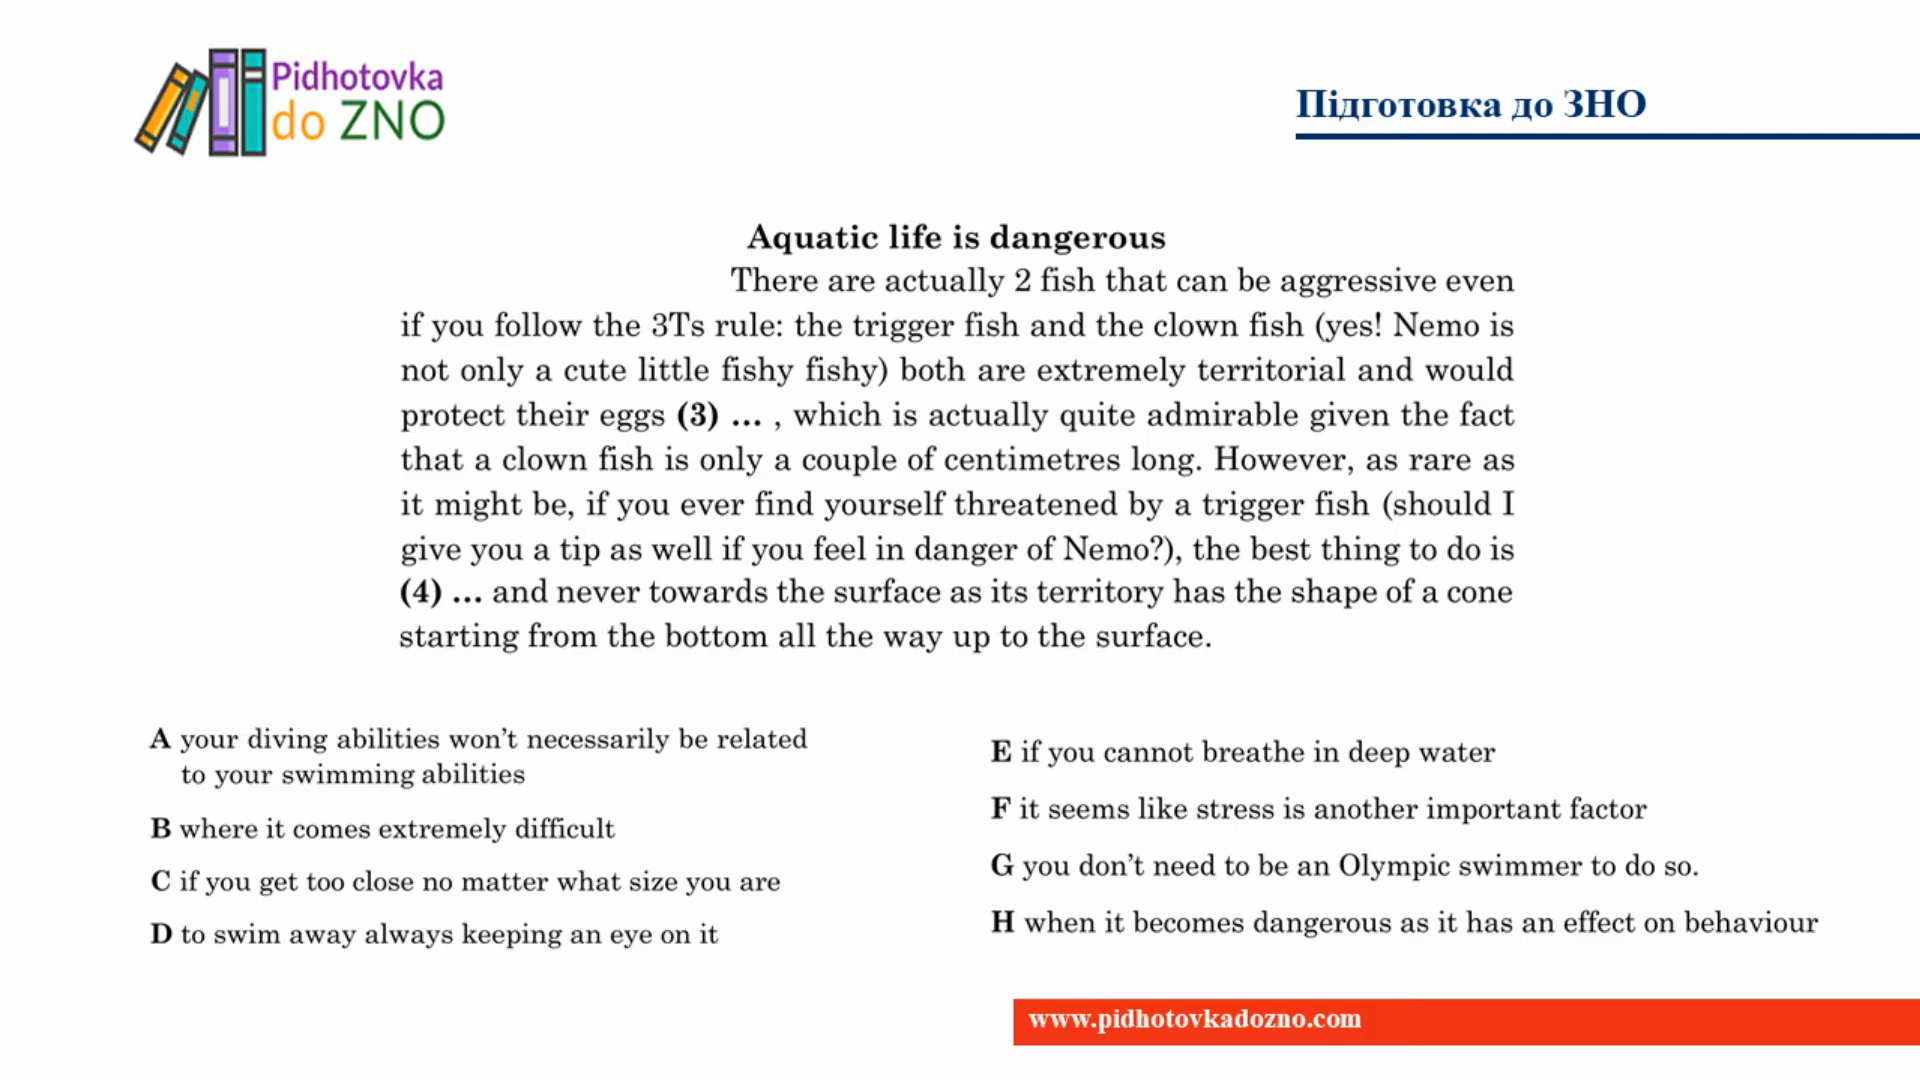 Pidhotovka
do ZNO
Підготовка до ЗНО
Aquatic life is dangerous
There are actually 2 fish that can be aggressive even
if you follow the 3Ts rule: the trigger fish and the clown fish (yes! Nemo is
not only a cute little fishy fishy) both are extremely territorial and would
protect their eggs (3) ... , which is actually quite admirable given the fact
that a clown fish is only a couple of centimetres long. However, as rare as
it might be, if you ever find yourself threatened by a trigger fish (should I
give you a tip as well if you feel in danger of Nemo?), the best thing to do is
(4) ... and never towards the surface as its territory has the shape of a cone
starting from the bottom all the way up to the surface.
A your diving abilities won't necessarily be related
to your swimming abilities
B where it comes extremely difficult
C if you get too close no matter what size you are
D to swim away always keeping an eye on it
E if you cannot breathe in deep water
F it seems like stress is another important factor
G you don't need to be an Olympic swimmer to do so.
H when it becomes dangerous as it has an effect on behaviour
www.pidhotovkadozno.com